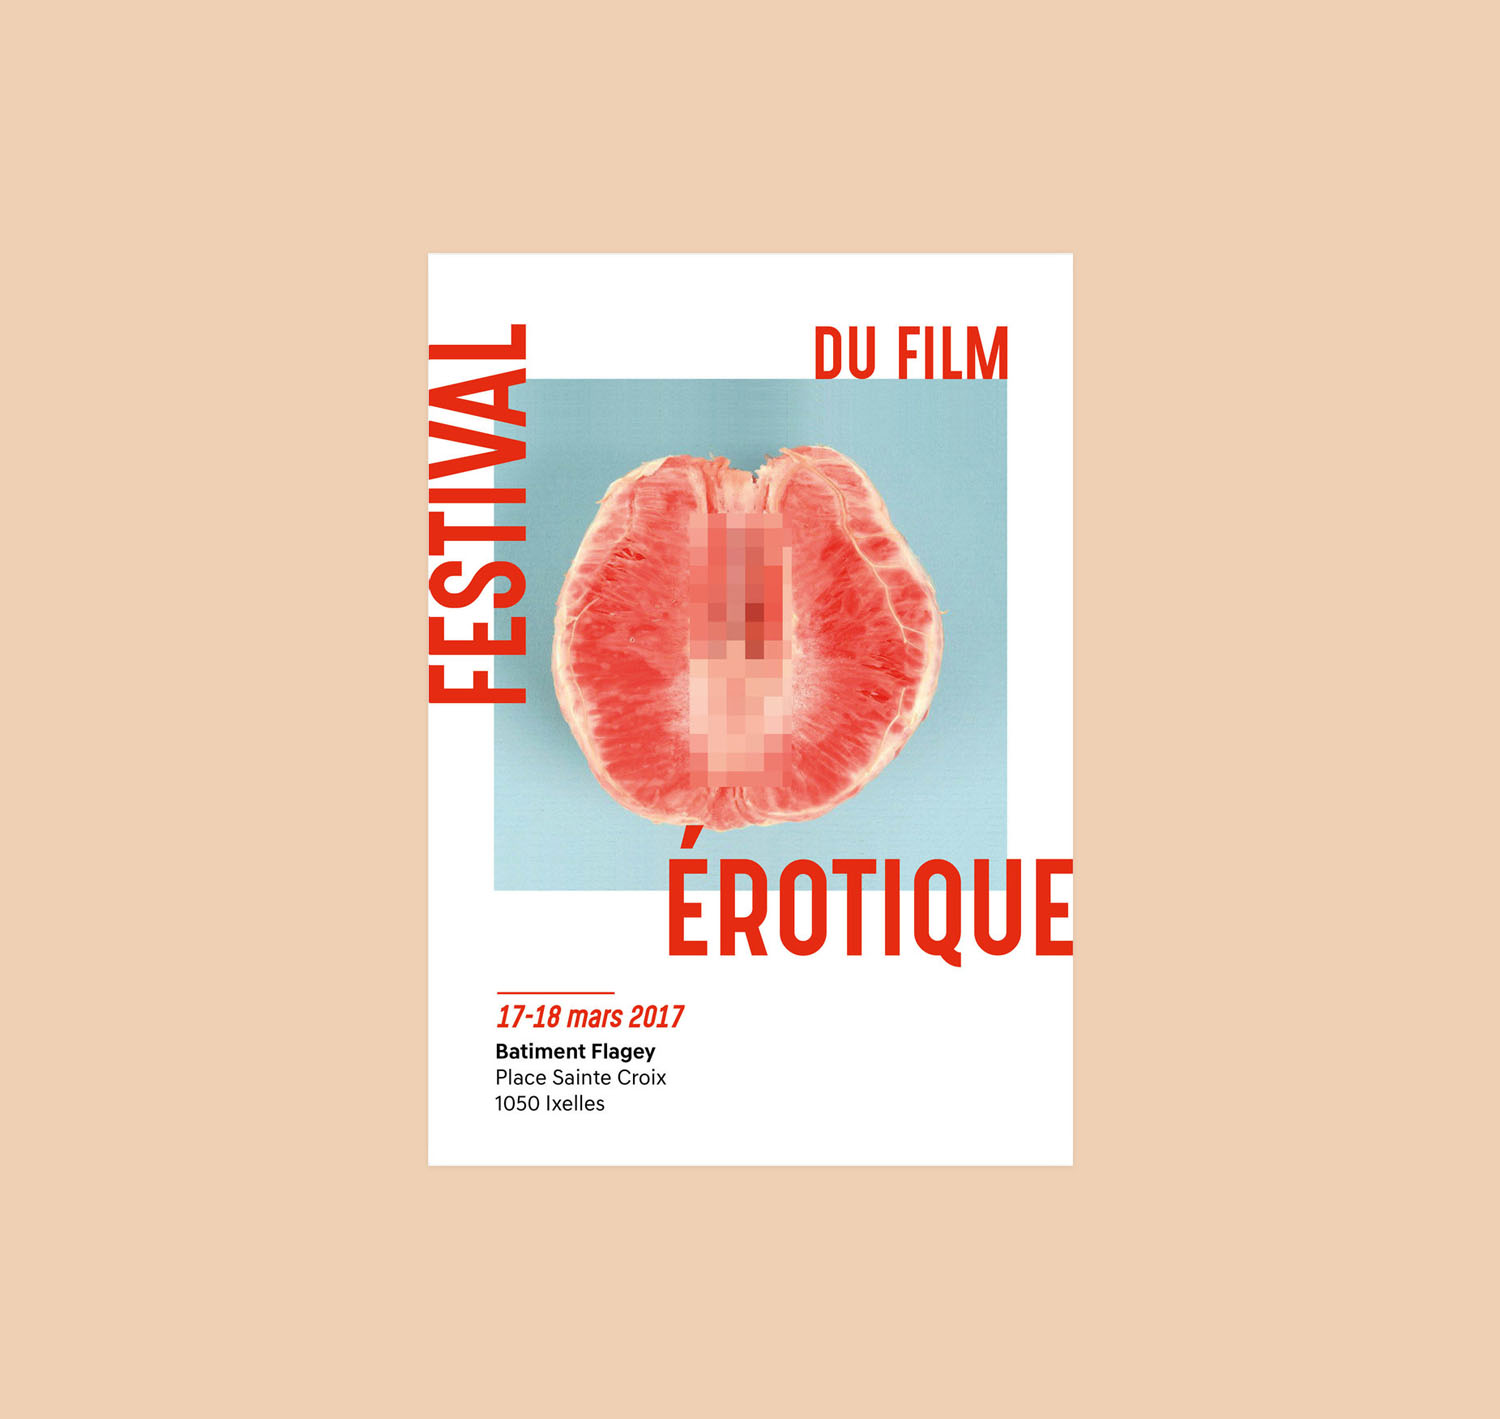 FESTIVAL
DU FILM
ÉROTIQUE
17-18 mars 2017
Batiment Flagey
Place Sainte Croix
1050 Ixelles